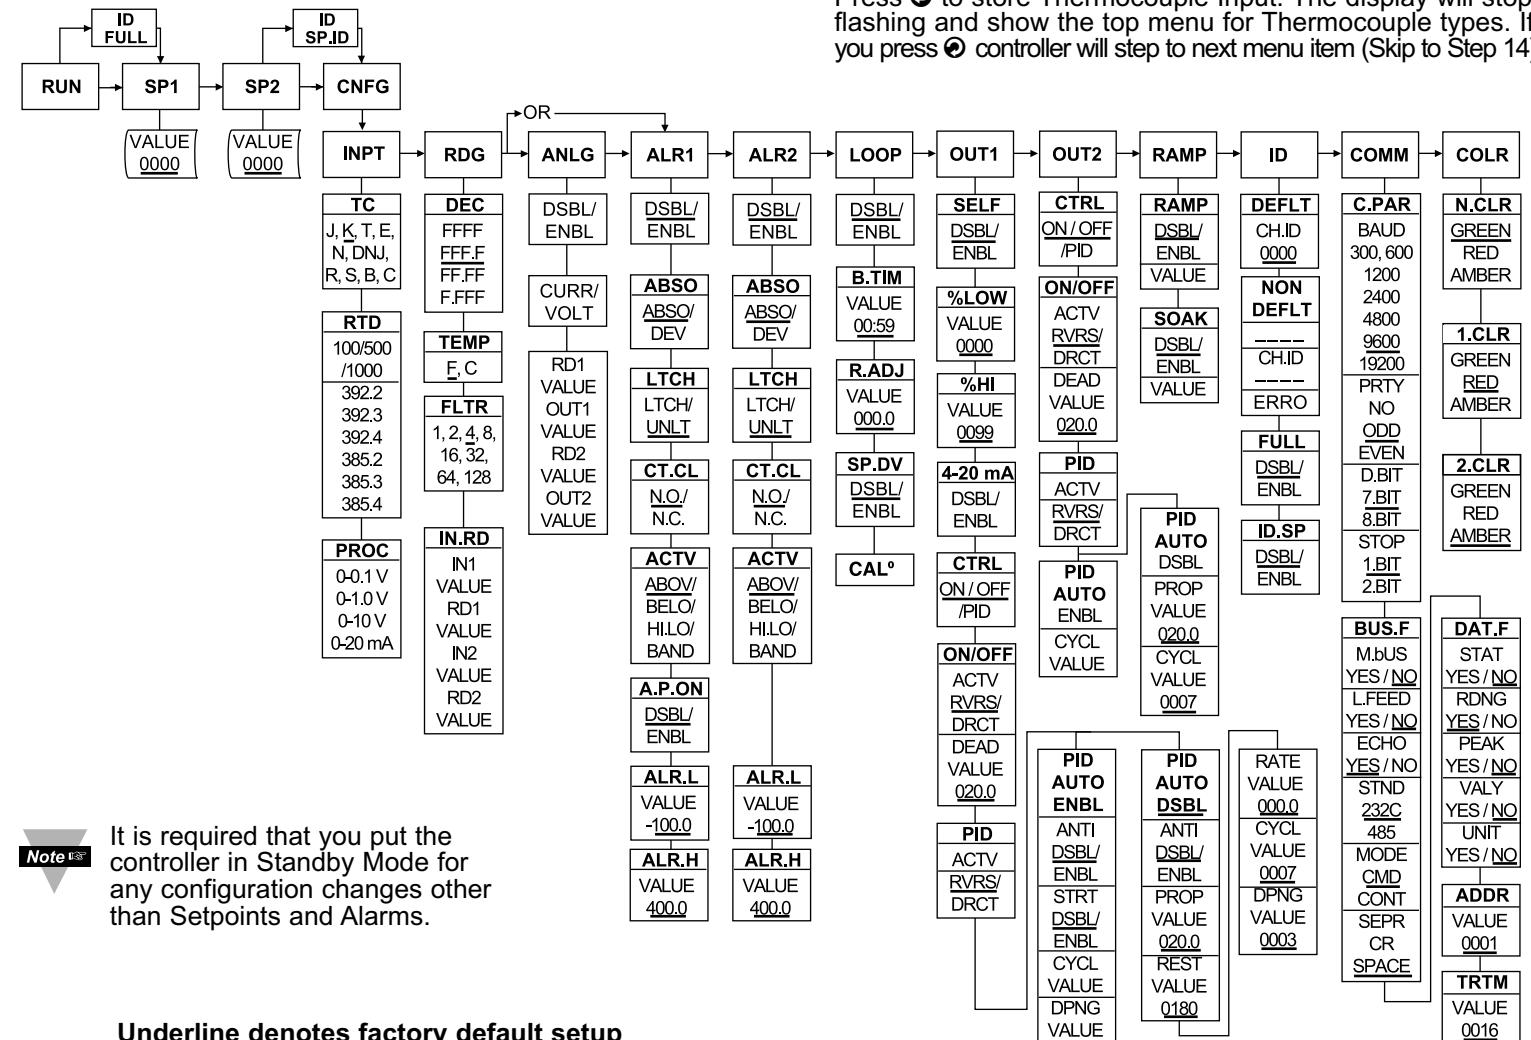 Press to store Thermocouple Input. The display will stop
flashing and show the top menu for Thermocouple types. If
you press controller will step to next menu item (Skip to Step 14)
ID
FULL
ID
SP.ID
RUN
SP1
SP2
CNFG
VALUE
0000
VALUE
0000
OR
INPT
RDG
ANLG
ALR1
ALR2
LOOP
OUT1
OUT2
RAMP
ID
COMM
COLR
TC
J, K, T, E,
N, DNJ,
R, S, B, C
RTD
100/500
/1000
392.2
392.3
392.4
385.2
385.3
385.4
PROC
0-0.1 V
0-1.0 V
0-10 V
0-20 mA
DEC
FFFF
FFF.F
FF.FF
F.FFF
TEMP
F, C
FLTR
1, 2, 4, 8,
16, 32,
64, 128
IN.RD
IN1
VALUE
RD1
VALUE
IN2
VALUE
RD2
VALUE
DSBL/
ENBL
CURR/
VOLT
RD1
VALUE
OUT1
VALUE
RD2
VALUE
OUT2
VALUE
DSBL/
ENBL
ABSO
ABSO/
DEV
LTCH
LTCH/
UNLT
CT.CL
N.O./
N.C.
ACTV
ABOV/
BELO/
HI.LO/
BAND
A.P.ON
DSBL/
ENBL
ALR.L
VALUE
-100.0
ALR.H
VALUE
400.0
DSBL/
ENBL
ABSO
ABSO/
DEV
LTCH
LTCH/
UNLT
CT.CL
N.O./
N.C.
ACTV
ABOV/
BELO/
HI.LO/
BAND
ALR.L
VALUE
-100.0
ALR.H
VALUE
400.0
DSBL/
ENBL
B.TIM
VALUE
00:59
R.ADJ
VALUE
000.0
SP.DV
DSBL/
ENBL
CALº
SELF
DSBL/
ENBL
%LOW
VALUE
0000
%HI
VALUE
0099
4-20 mA
DSBL/
ENBL
CTRL
ON / OFF
/PID
ON/OFF
ACTV
RVRS/
DRCT
DEAD
VALUE
020.0
PID
ACTV
RVRS/
DRCT
CTRL
ON / OFF
/PID
ON/OFF
ACTV
RVRS/
DRCT
DEAD
VALUE
020.0
PID
ACTV
RVRS/
DRCT
PID
AUTO
ENBL
CYCL
VALUE
PID
AUTO
DSBL
PROP
VALUE
020.0
CYCL
VALUE
0007
PID
AUTO
ENBL
ANTI
DSBL/
ENBL
STRT
DSBL/
ENBL
CYCL
VALUE
DPNG
VALUE
PID
AUTO
DSBL
ANTI
DSBL/
ENBL
PROP
VALUE
020.0
REST
VALUE
0180
RATE
VALUE
000.0
CYCL
VALUE
0007
DPNG
VALUE
0003
RAMP
DSBL/
ENBL
VALUE
SOAK
DSBL/
ENBL
VALUE
DEFLT
CH.ID
0000
NON
DEFLT
– – – –
CH.ID
– – – –
ERRO
FULL
DSBL/
ENBL
ID.SP
DSBL/
ENBL
C.PAR
BAUD
300, 600
1200
2400
4800
9600
19200
PRTY
NO
ODD
EVEN
D.BIT
7.BIT
8.BIT
STOP
1.BIT
2.BIT
BUS.F
M.bUS
YES / NO
L.FEED
YES / NO
ECHO
YES / NO
STND
232C
485
MODE
CMD
CONT
SEPR
CR
SPACE
N.CLR
GREEN
RED
AMBER
1.CLR
GREEN
RED
AMBER
2.CLR
GREEN
RED
AMBER
DAT.F
STAT
YES / NO
RDNG
YES / NO
PEAK
YES / NO
VALY
YES / NO
UNIT
YES / NO
ADDR
VALUE
0001
TRTM
VALUE
0016
Note
It is required that you put the
controller in Standby Mode for
any configuration changes other
than Setpoints and Alarms.
Underline denotes factory default setup